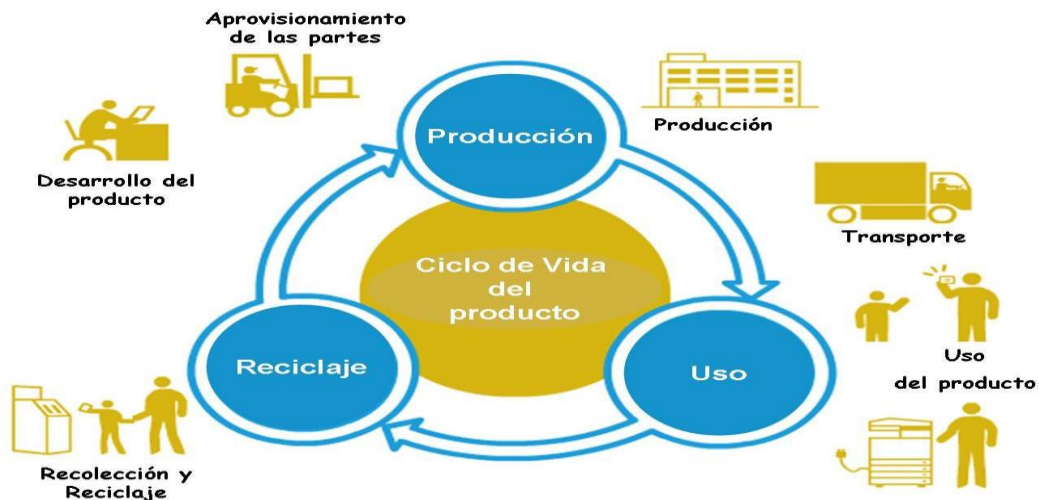 Aprovisionamiento
de las partes
Producción
Producción
Desarrollo del
producto
Transporte
Ciclo de Vida
del
producto
Reciclaje
Uso
Uso
del producto
Recolección y
Reciclaje